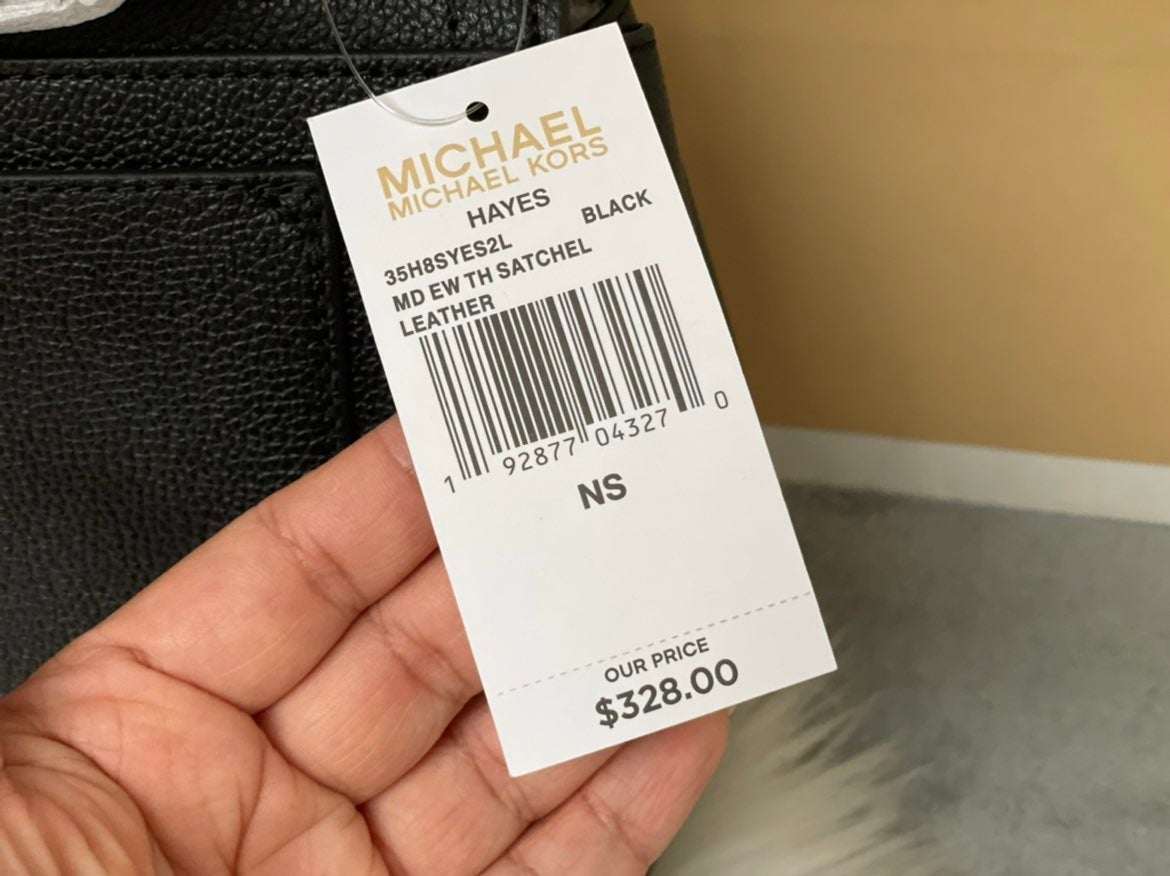 MICHAEL
MICHAEL KORS
HAYES
35H8SYES2L BLACK
MD EW TH SATCHEL
LEATHER
1 92877 04327 0
NS
OUR PRICE
$328.00